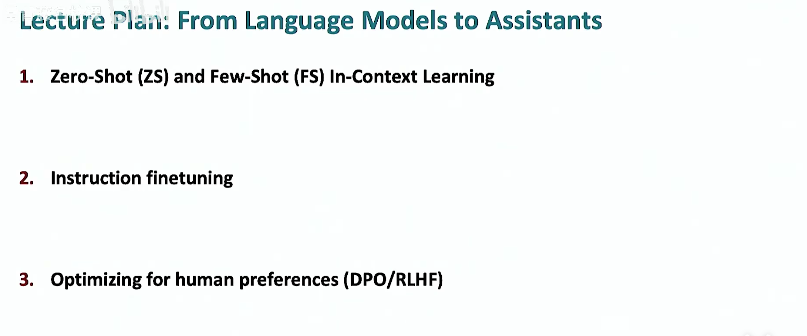 Lecture Plan: From Language Models to Assistants
1. Zero-Shot (ZS) and Few-Shot (FS) In-Context Learning
2. Instruction finetuning
3. Optimizing for human preferences (DPO/RLHF)